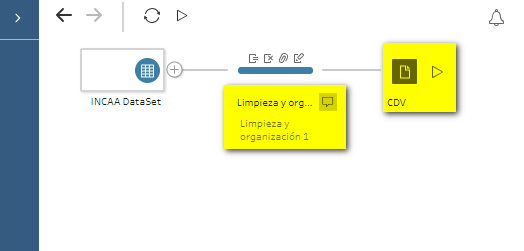 INCAA DataSet
Limpieza y org...
Limpieza y
organización 1
CDV